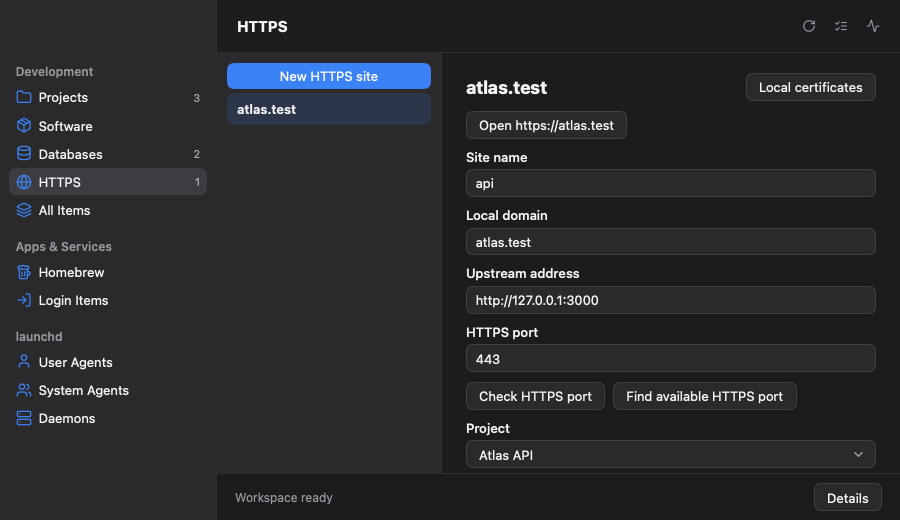 Development
Projects 3
Software
Databases 2
HTTPS 1
All Items
Apps & Services
Homebrew
Login Items
launchd
User Agents
System Agents
Daemons
HTTPS
New HTTPS site
atlas.test
atlas.test
Local certificates
Open https://atlas.test
Site name
api
Local domain
atlas.test
Upstream address
http://127.0.0.1:3000
HTTPS port
443
Check HTTPS port
Find available HTTPS port
Project
Atlas API
Workspace ready
Details